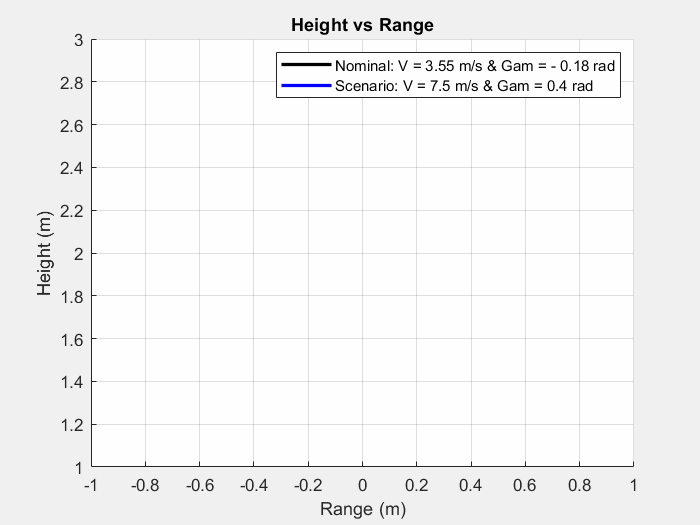 Height vs Range
Nominal: V = 3.55 m/s & Gam = - 0.18 rad
Scenario: V = 7.5 m/s & Gam = 0.4 rad
3
2.8
2.6
2.4
2.2
2
1.8
1.6
1.4
1.2
1
Height (m)
-1 -0.8 -0.6 -0.4 -0.2 0 0.2 0.4 0.6 0.8 1
Range (m)